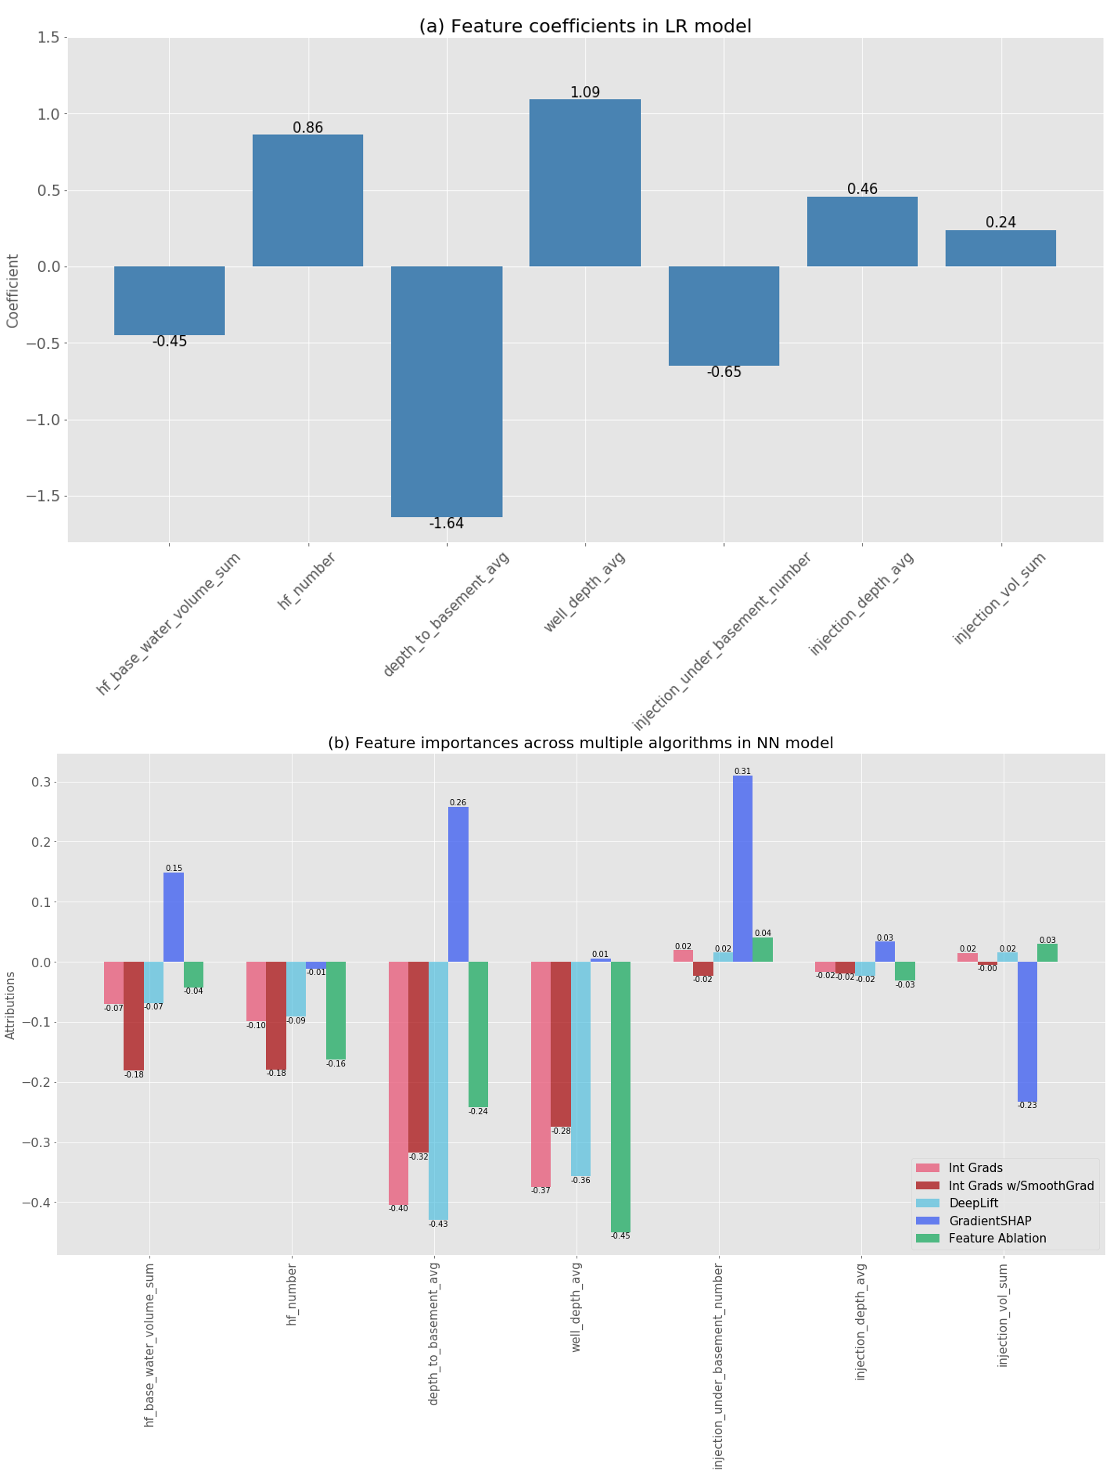 (a) Feature coefficients in LR model
1.5
1.0
0.5
0.0
−0.5
−1.0
−1.5
Coefficient
-0.45
0.86
-1.64
1.09
-0.65
0.46
0.24
hf_base_water_volume_sum
hf_number
depth_to_basement_avg
well_depth_avg
injection_under_basement_number
injection_depth_avg
injection_vol_sum
(b) Feature importances across multiple algorithms in NN model
0.3
0.2
0.1
0.0
−0.1
−0.2
−0.3
−0.4
Attributions
-0.07
-0.18
-0.07
0.15
-0.04
-0.10
-0.18
-0.09
-0.01
-0.16
-0.40
-0.32
-0.43
0.26
-0.24
-0.37
-0.28
-0.36
0.01
-0.45
0.02
-0.02
0.02
0.31
0.04
-0.02
-0.02
-0.02
0.03
-0.03
0.02
-0.00
0.02
-0.23
0.03
Int Grads
Int Grads w/SmoothGrad
DeepLift
GradientSHAP
Feature Ablation
hf_base_water_volume_sum
hf_number
depth_to_basement_avg
well_depth_avg
injection_under_basement_number
injection_depth_avg
injection_vol_sum